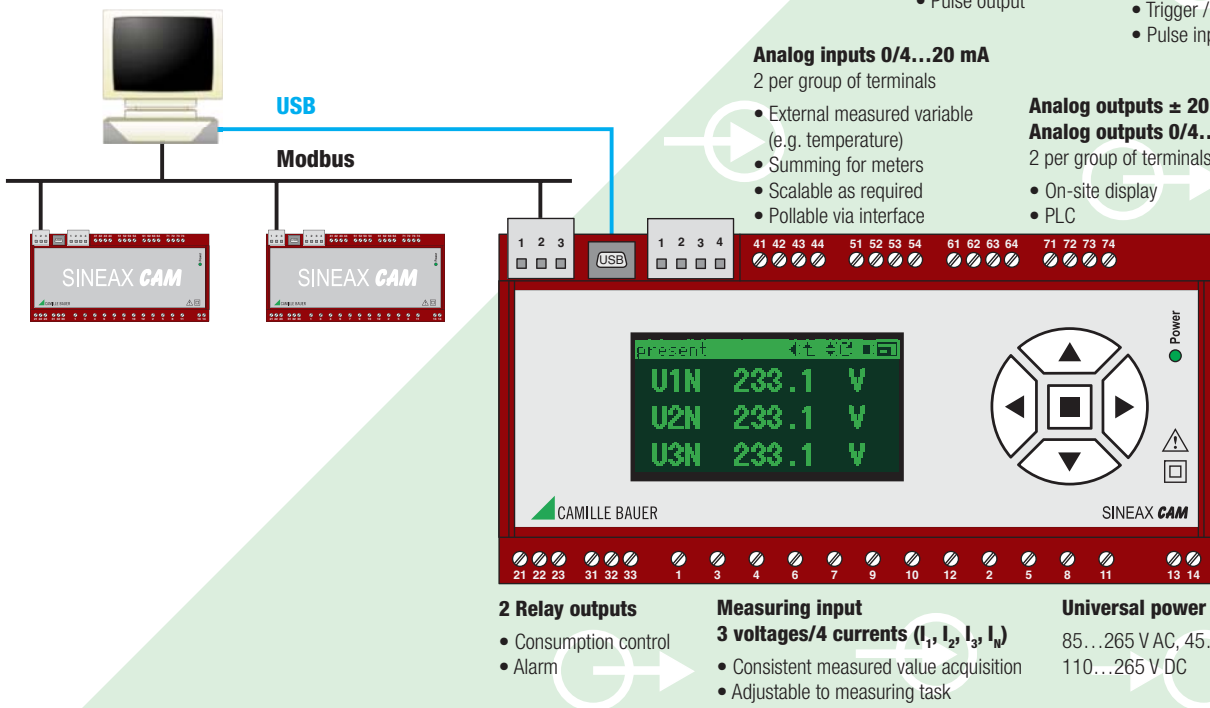 • Pulse output
• Trigger /
• Pulse inp
Analog inputs 0/4...20 mA
2 per group of terminals
• External measured variable
(e.g. temperature)
• Summing for meters
• Scalable as required
• Pollable via interface
Analog outputs ± 20
Analog outputs 0/4..
2 per group of terminals
• On-site display
• PLC
USB
Modbus
SINEAX CAM
CAMILLE BAUER
SINEAX CAM
CAMILLE BAUER
1 2 3
USB
1 2 3 4
41 42 43 44 51 52 53 54 61 62 63 64 71 72 73 74
present
U1N 233.1 V
U2N 233.1 V
U3N 233.1 V
Power
CAMILLE BAUER
SINEAX CAM
21 22 23 31 32 33 1 3 4 6 7 9 10 12 2 5 8 11 13 14
2 Relay outputs
• Consumption control
• Alarm
Measuring input
3 voltages/4 currents (I1, I2, I3, IN)
• Consistent measured value acquisition
• Adjustable to measuring task
Universal power
85...265 V AC, 45..
110...265 V DC